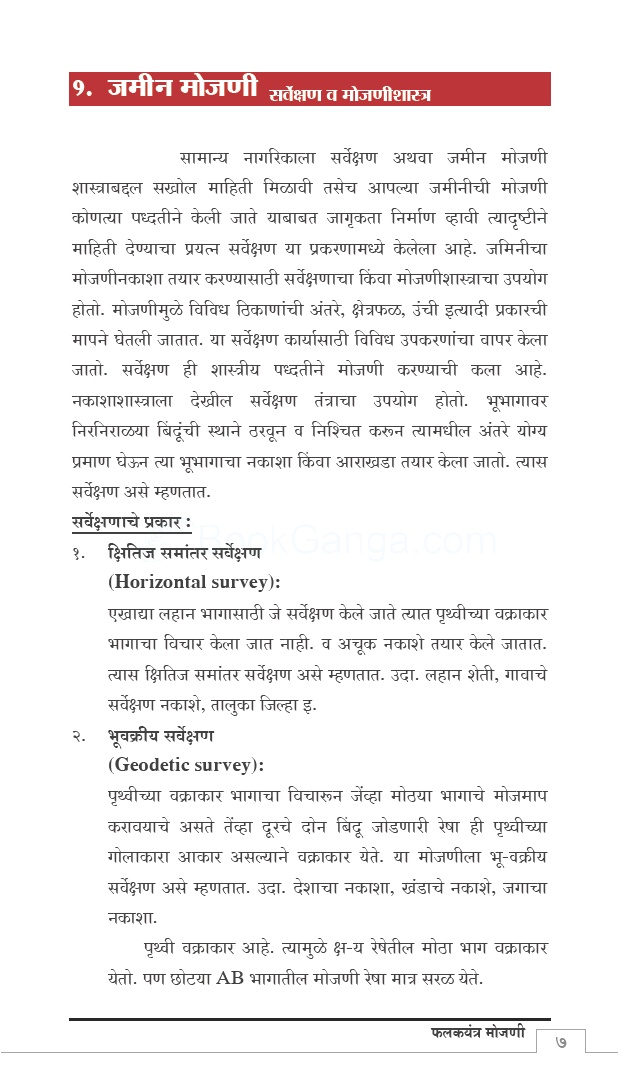 १. जमीन मोजणी सर्वेक्षण व मोजणीशास्त्र
सामान्य नागरिकाला सर्वेक्षण अथवा जमीन मोजणी
शास्त्राबद्दल सखोल माहिती मिळावी तसेच आपल्या जमीनीची मोजणी
कोणत्या पध्दतीने केली जाते याबाबत जागृकता निर्माण व्हावी त्यादृष्टीने
माहिती देण्याचा प्रयत्न सर्वेक्षण या प्रकरणामध्ये केलेला आहे. जमिनीचा
मोजणीनकाशा तयार करण्यासाठी सर्वेक्षणाचा किंवा मोजणीशास्त्राचा उपयोग
होतो. मोजणीमुळे विविध ठिकाणांची अंतरे, क्षेत्रफळ, उंची इत्यादी प्रकारची
मापने घेतली जातात. या सर्वेक्षण कार्यासाठी विविध उपकरणांचा वापर केला
जातो. सर्वेक्षण ही शास्त्रीय पध्दतीने मोजणी करण्याची कला आहे.
नकाशाशास्त्राला देखील सर्वेक्षण तंत्राचा उपयोग होतो. भूभागावर
निरनिराळया बिंदूंची स्थाने ठरवून व निश्चित करून त्यामधील अंतरे योग्य
प्रमाण घेऊन त्या भूभागाचा नकाशा किंवा आराखडा तयार केला जातो. त्यास
सर्वेक्षण असे म्हणतात.
सर्वेक्षणाचे प्रकार :
BookGanga.com
१. क्षितिज समांतर सर्वेक्षण
(Horizontal survey):
एखाद्या लहान भागासाठी जे सर्वेक्षण केले जाते त्यात पृथ्वीच्या वक्राकार
भागाचा विचार केला जात नाही. व अचूक नकाशे तयार केले जातात.
त्यास क्षितिज समांतर सर्वेक्षण असे म्हणतात. उदा. लहान शेती, गावाचे
सर्वेक्षण नकाशे, तालुका जिल्हा इ.
२. भूवक्रीय सर्वेक्षण
(Geodetic survey):
पृथ्वीच्या वक्राकार भागाचा विचारून जेंव्हा मोठया भागाचे मोजमाप
करावयाचे असते तेंव्हा दूरचे दोन बिंदू जोडणारी रेषा ही पृथ्वीच्या
गोलाकारा आकार असल्याने वक्राकार येते. या मोजणीला भू-वक्रीय
सर्वेक्षण असे म्हणतात. उदा. देशाचा नकाशा, खंडाचे नकाशे, जगाचा
नकाशा.
पृथ्वी वक्राकार आहे. त्यामुळे क्ष-य रेषेतील मोठा भाग वक्राकार
येतो. पण छोटया AB भागातील मोजणी रेषा मात्र सरळ येते.
फलकयंत्र मोजणी
७